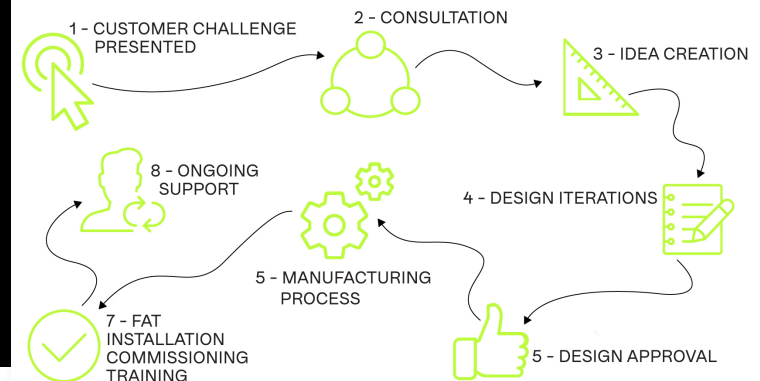 1 - CUSTOMER CHALLENGE
PRESENTED
2 - CONSULTATION
3 - IDEA CREATION
4 - DESIGN ITERATIONS
5 - DESIGN APPROVAL
5 - MANUFACTURING
PROCESS
7 - FAT
INSTALLATION
COMMISSIONING
TRAINING
8 - ONGOING
SUPPORT